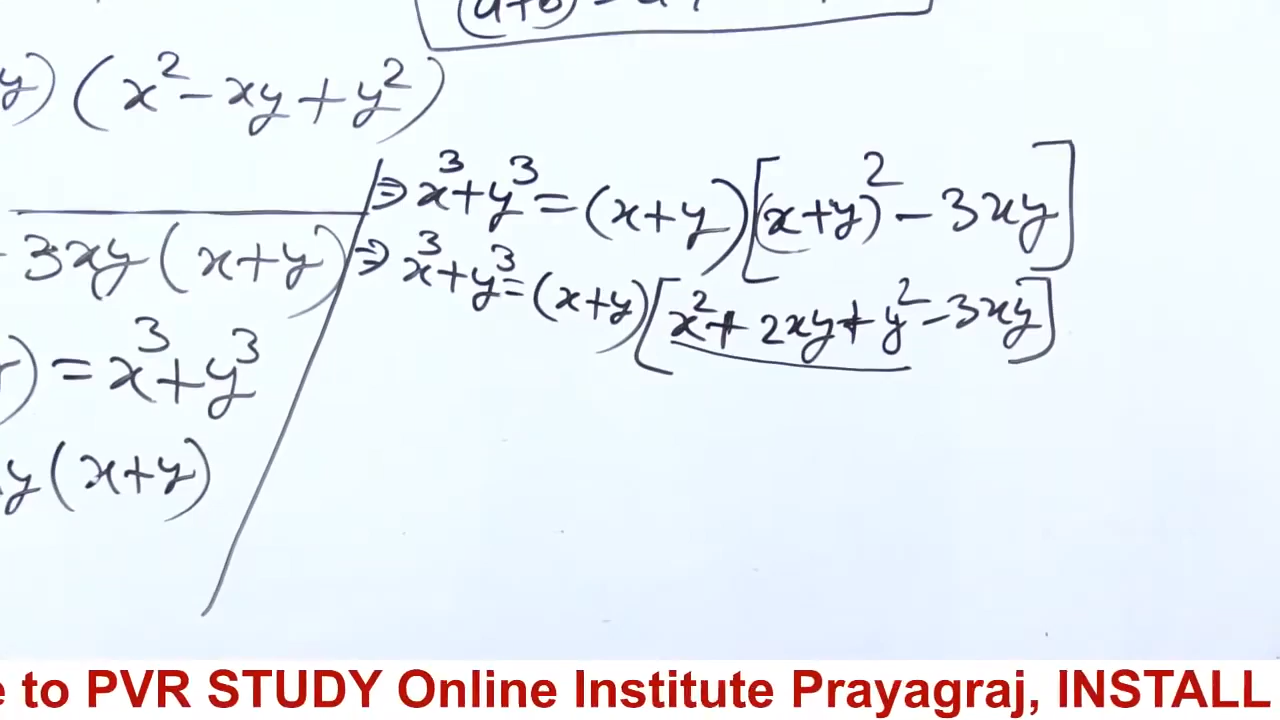 (a+b)
y) (x² - xy + y²)
- 3xy (x+y)
) = x³ + y³
y (x+y)
⇒ x³ + y³ = (x+y) [(x+y)² - 3xy]
⇒ x³ + y³ = (x+y) [x² + 2xy + y² - 3xy]
e to PVR STUDY Online Institute Prayagraj, INSTALL